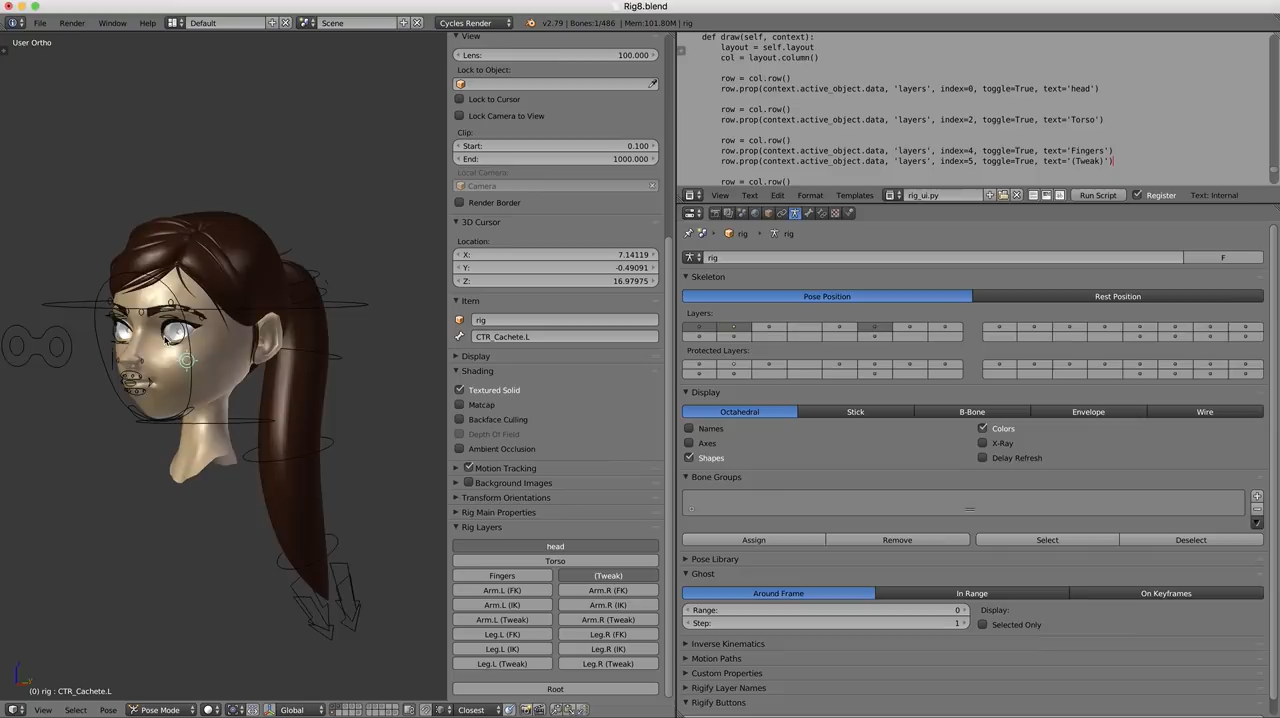 Rig8.blend
File Render Window Help Default Scene Cycles Render v2.79 | Bones:1/486 | Mem:101.80M | rig
User Ortho
View
Lens: 100.000
Lock to Object:
Lock to Cursor
Lock Camera to View
Clip:
Start: 0.100
End: 1000.000
Local Camera:
Camera
Render Border
3D Cursor
Location:
X: 7.14119
Y: -0.49091
Z: 16.97975
Item
rig
CTR_Cachete.L
Display
Shading
Textured Solid
Matcap
Backface Culling
Depth Of Field
Ambient Occlusion
Motion Tracking
Background Images
Transform Orientations
Rig Main Properties
Rig Layers
head
Torso
Fingers (Tweak)
Arm.L (FK) Arm.R (FK)
Arm.L (IK) Arm.R (IK)
Arm.L (Tweak) Arm.R (Tweak)
Leg.L (FK) Leg.R (FK)
Leg.L (IK) Leg.R (IK)
Leg.L (Tweak) Leg.R (Tweak)
Root
def draw(self, context):
layout = self.layout
col = layout.column()
row = col.row()
row.prop(context.active_object.data, 'layers', index=0, toggle=True, text='head')
row = col.row()
row.prop(context.active_object.data, 'layers', index=2, toggle=True, text='Torso')
row = col.row()
row.prop(context.active_object.data, 'layers', index=4, toggle=True, text='Fingers')
row.prop(context.active_object.data, 'layers', index=5, toggle=True, text='(Tweak)')
row = col.row()
View Text Edit Format Templates rig_ui.py Run Script Register Text: Internal
rig rig
rig F
Skeleton
Pose Position Rest Position
Layers:
Protected Layers:
Display
Octahedral Stick B-Bone Envelope Wire
Names Colors
Axes X-Ray
Shapes Delay Refresh
Bone Groups
Assign Remove Select Deselect
Pose Library
Ghost
Around Frame In Range On Keyframes
Range: 0 Display:
Step: 1 Selected Only
Inverse Kinematics
Motion Paths
Custom Properties
Rigify Layer Names
Rigify Buttons
(0) rig : CTR_Cachete.L
View Select Pose Pose Mode Global Closest